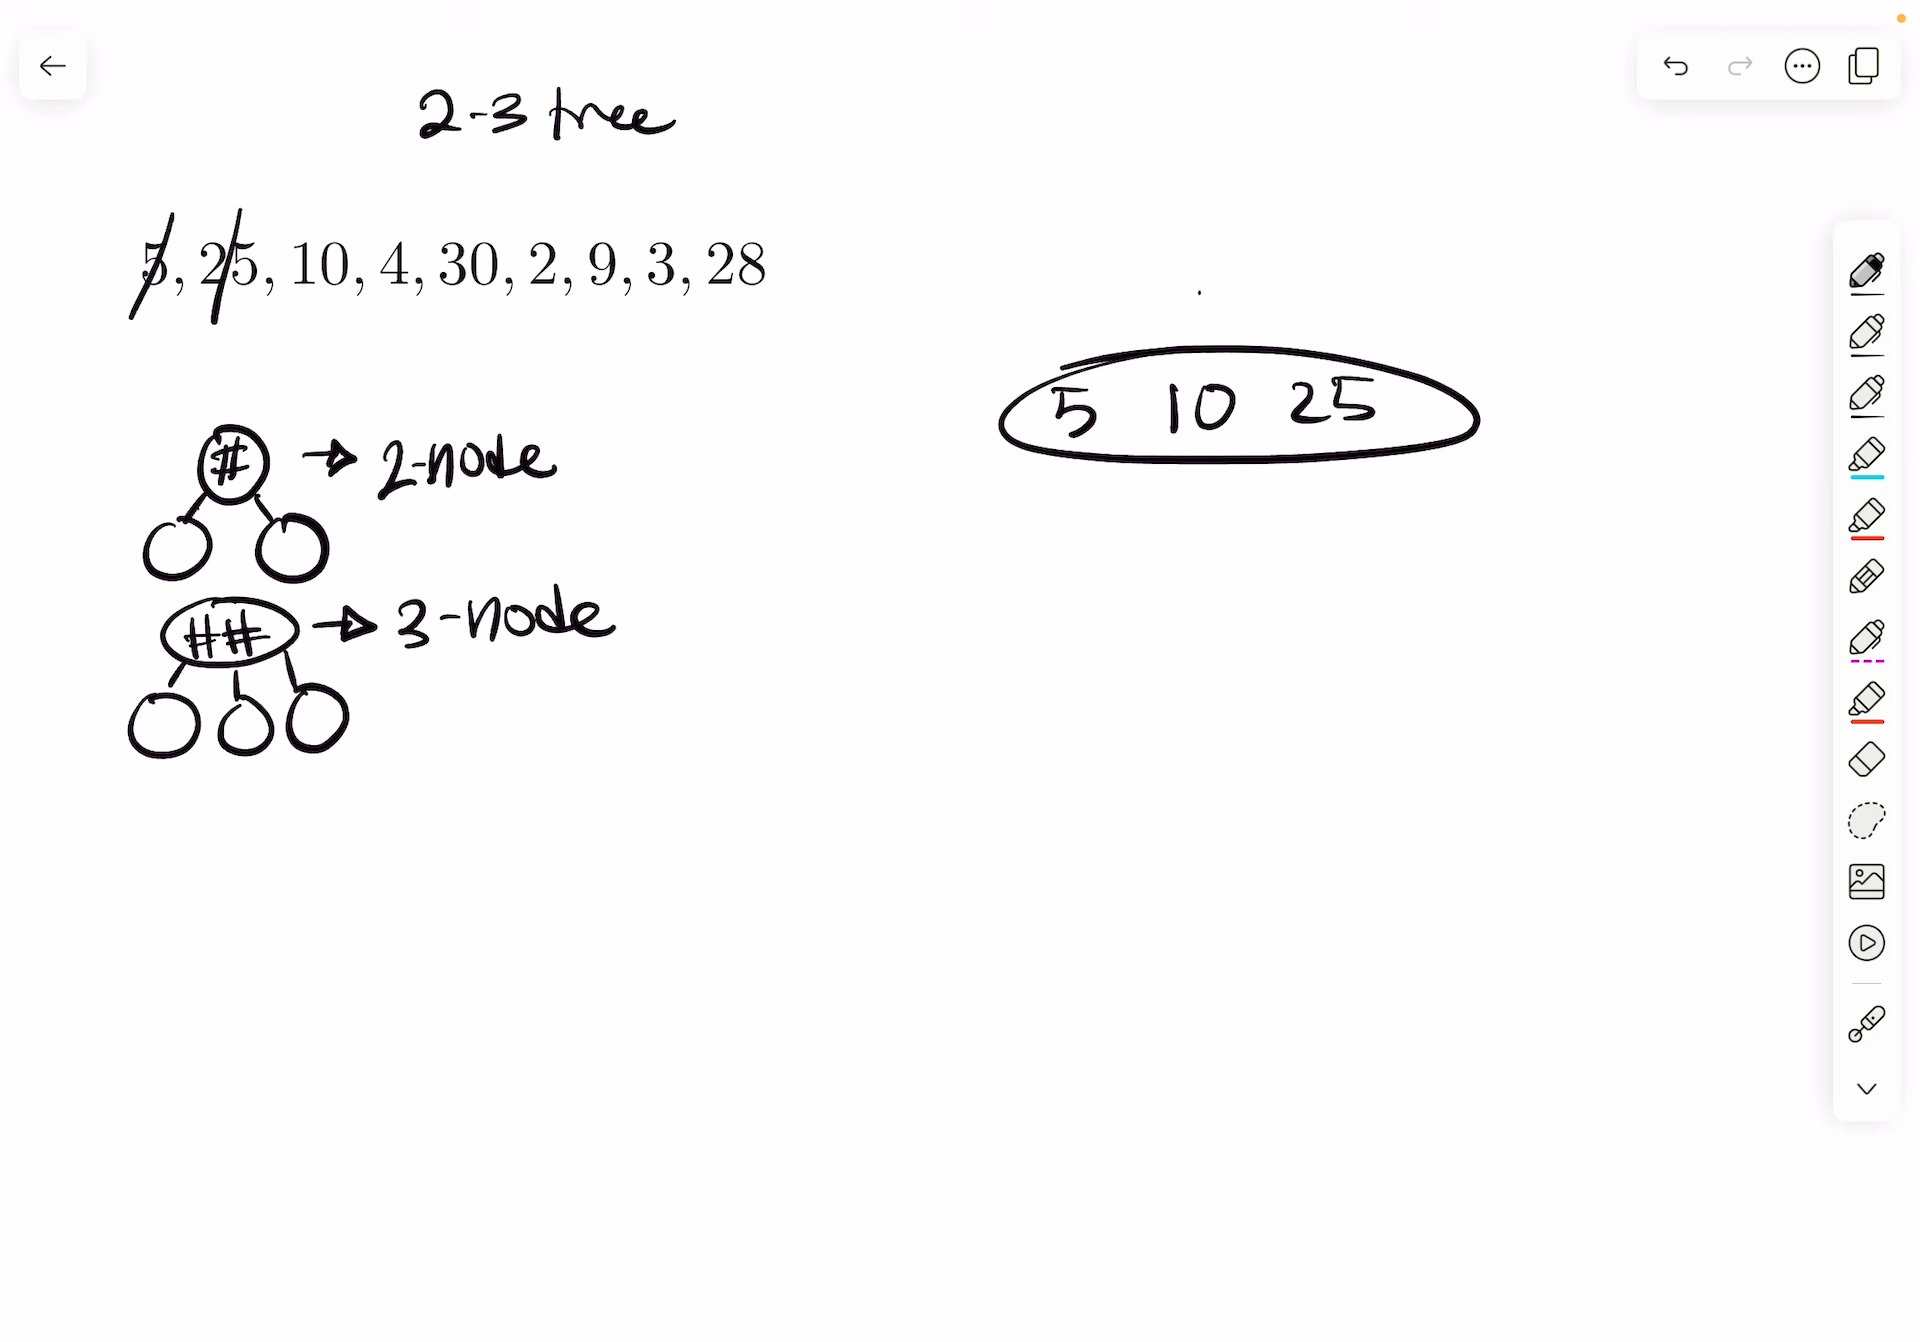 2-3 tree
5, 25, 10, 4, 30, 2, 9, 3, 28
5 10 25
# → 2-node
## → 3-node